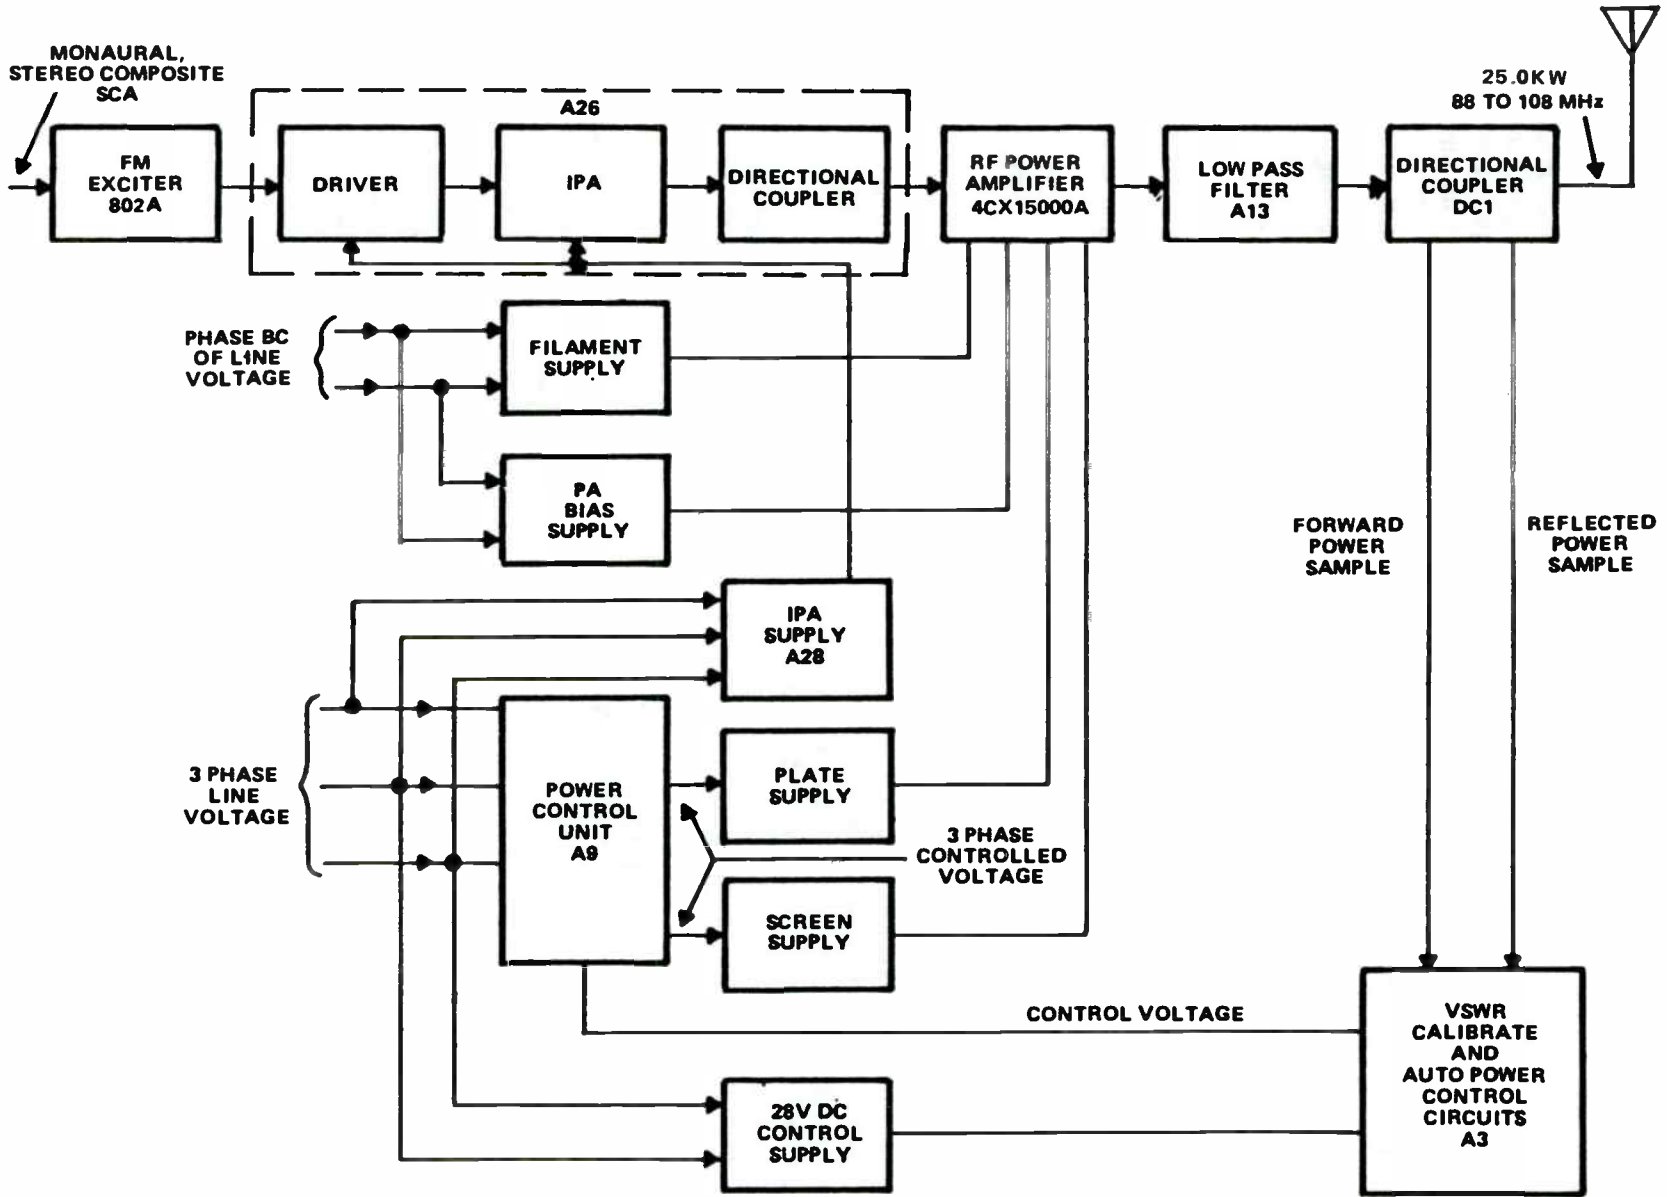 MONAURAL,
STEREO COMPOSITE
SCA
25.0KW
88 TO 108 MHz
A26
FM
EXCITER
802A
DRIVER
IPA
DIRECTIONAL
COUPLER
RF POWER
AMPLIFIER
4CX15000A
LOW PASS
FILTER
A13
DIRECTIONAL
COUPLER
DC1
PHASE BC
OF LINE
VOLTAGE
FILAMENT
SUPPLY
PA
BIAS
SUPPLY
FORWARD
POWER
SAMPLE
REFLECTED
POWER
SAMPLE
IPA
SUPPLY
A28
3 PHASE
LINE
VOLTAGE
POWER
CONTROL
UNIT
A9
PLATE
SUPPLY
3 PHASE
CONTROLLED
VOLTAGE
SCREEN
SUPPLY
CONTROL VOLTAGE
VSWR
CALIBRATE
AND
AUTO POWER
CONTROL
CIRCUITS
A3
28V DC
CONTROL
SUPPLY